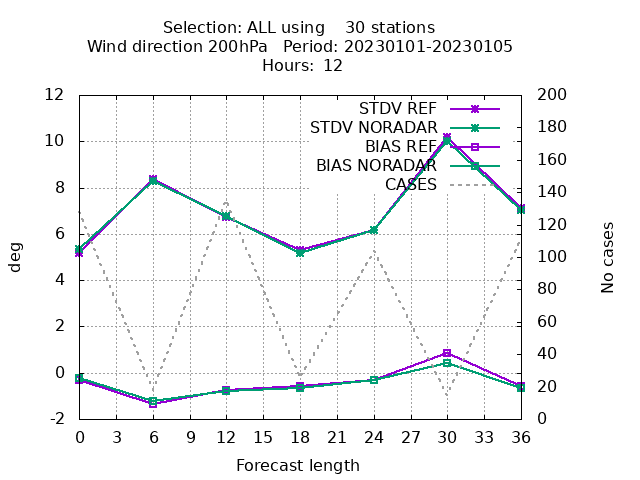 Selection: ALL using    30 stations
Wind direction 200hPa   Period: 20230101-20230105
Hours:  12
12
10
8
6
4
2
0
-2
deg
200
180
160
140
120
100
80
60
40
20
0
No cases
STDV REF
STDV NORADAR
BIAS REF
BIAS NORADAR
CASES
0 3 6 9 12 15 18 21 24 27 30 33 36
Forecast length